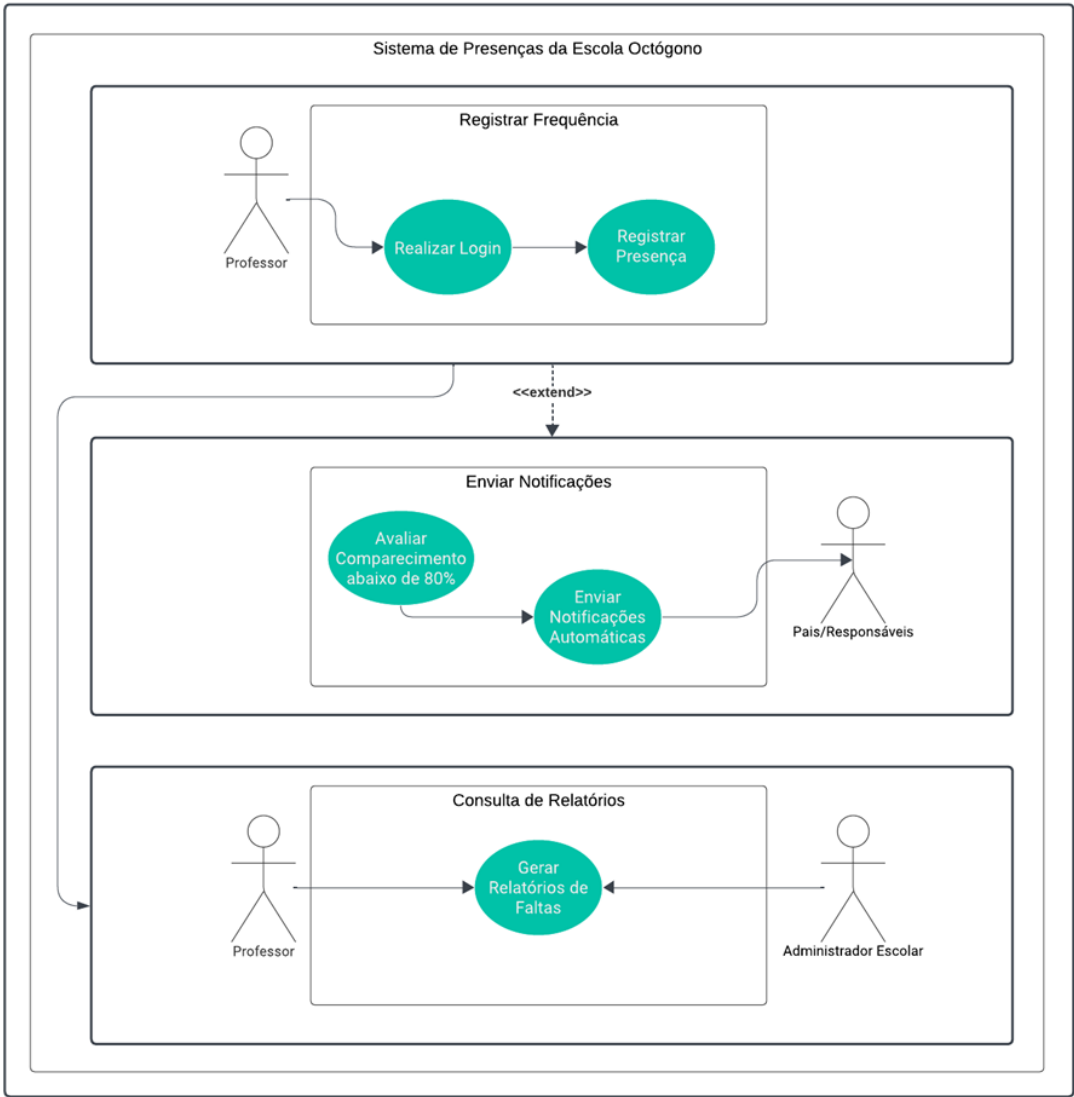 Sistema de Presenças da Escola Octógono
Registrar Frequência
Professor
Realizar Login
Registrar
Presença
<<extend>>
Enviar Notificações
Avaliar
Comparecimento
abaixo de 80%
Enviar
Notificações
Automáticas
Pais/Responsáveis
Consulta de Relatórios
Professor
Gerar
Relatórios de
Faltas
Administrador Escolar